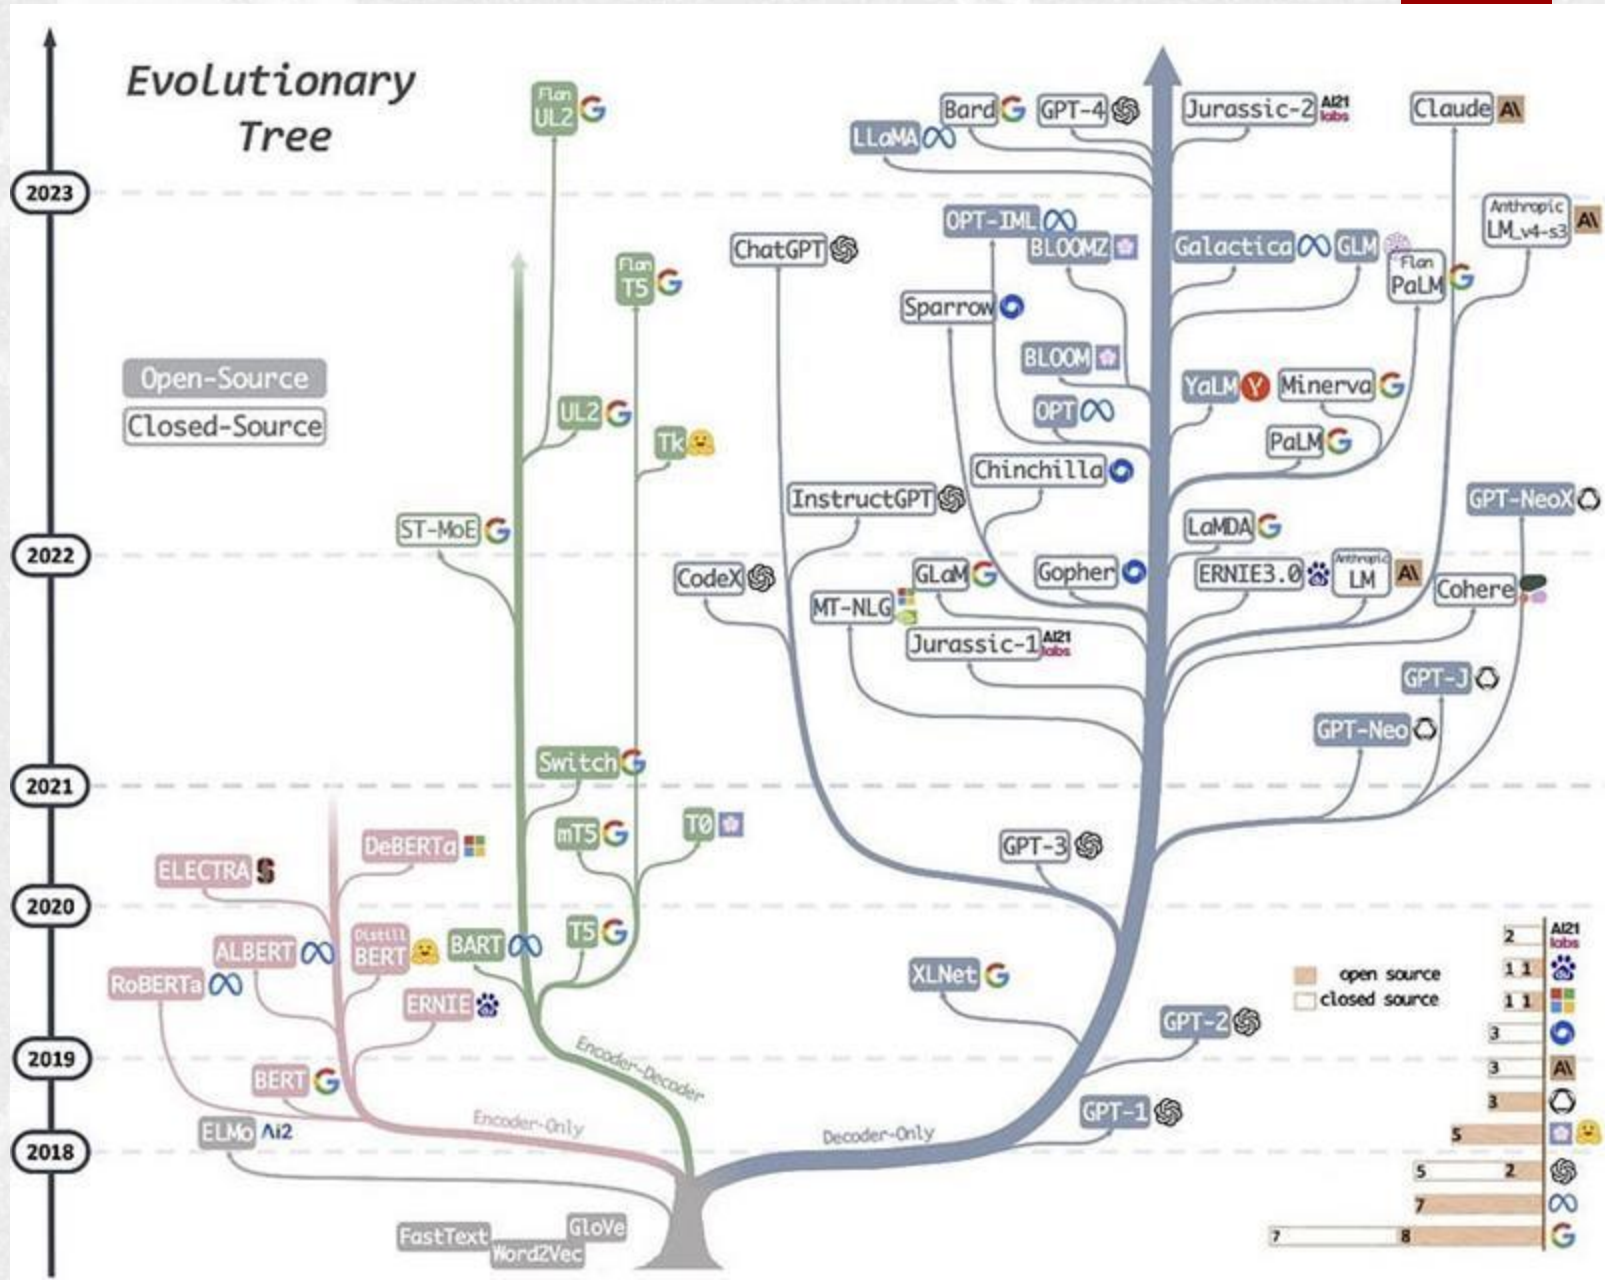 Evolutionary
Tree
2023
2022
2021
2020
2019
2018
Open-Source
Closed-Source
Flan
UL2
Flan
T5
UL2
Tk
ST-MoE
Switch
mT5
T0
T5
BART
DeBERTa
ELECTRA
ALBERT
Distill
BERT
RoBERTa
ERNIE
BERT
ELMo
Ai2
FastText
Word2Vec
GloVe
Encoder-Only
Encoder-Decoder
Decoder-Only
Bard
GPT-4
Jurassic-2
AI21
labs
Claude
A\
LLaMA
Anthropic
LM_v4-s3
A\
OPT-IML
BLOOMZ
ChatGPT
Galactica
GLM
Flan
PaLM
Sparrow
BLOOM
YaLM
Y
Minerva
OPT
PaLM
Chinchilla
InstructGPT
GPT-NeoX
LaMDA
CodeX
GLaM
Gopher
ERNIE3.0
Anthropic
LM
A\
Cohere
MT-NLG
Jurassic-1
AI21
labs
GPT-J
GPT-Neo
GPT-3
XLNet
GPT-2
GPT-1
open source
closed source
2
AI21
labs
1 1
1 1
3
3
A\
3
5
5 2
7
7 8